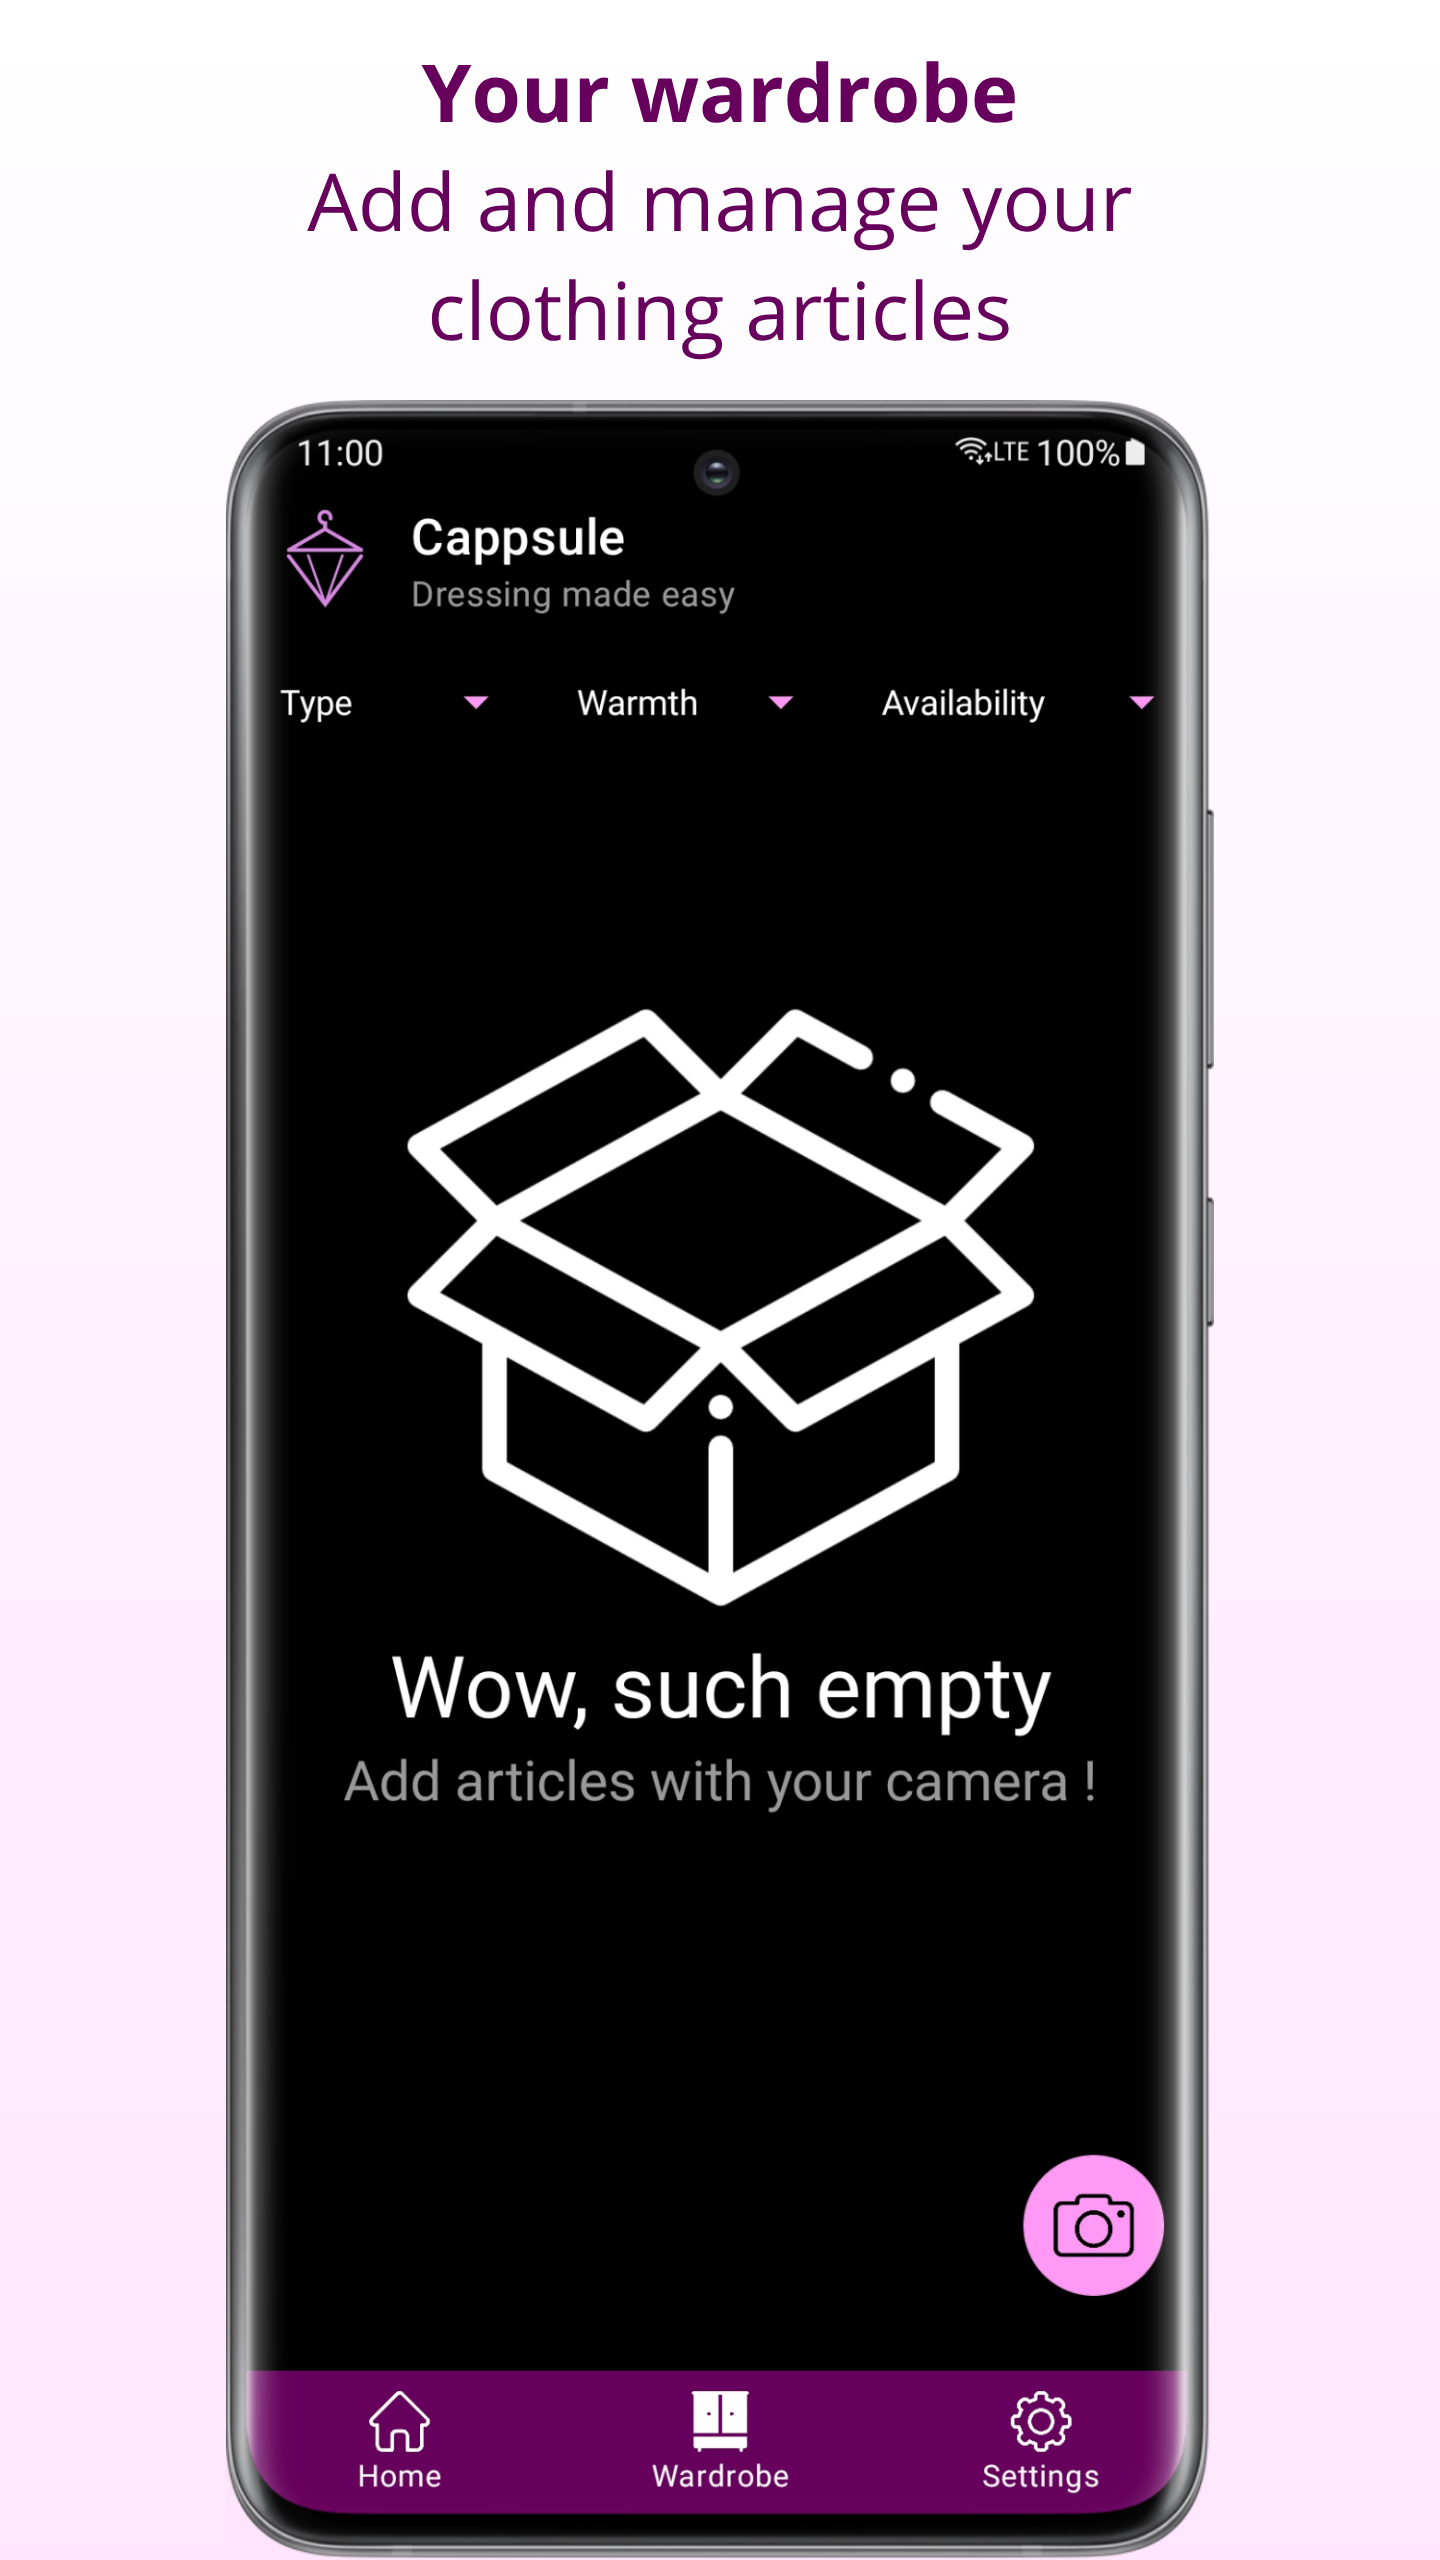 Your wardrobe
Add and manage your
clothing articles
11:00 LTE 100%
Cappsule
Dressing made easy
Type Warmth Availability
Wow, such empty
Add articles with your camera !
Home Wardrobe Settings